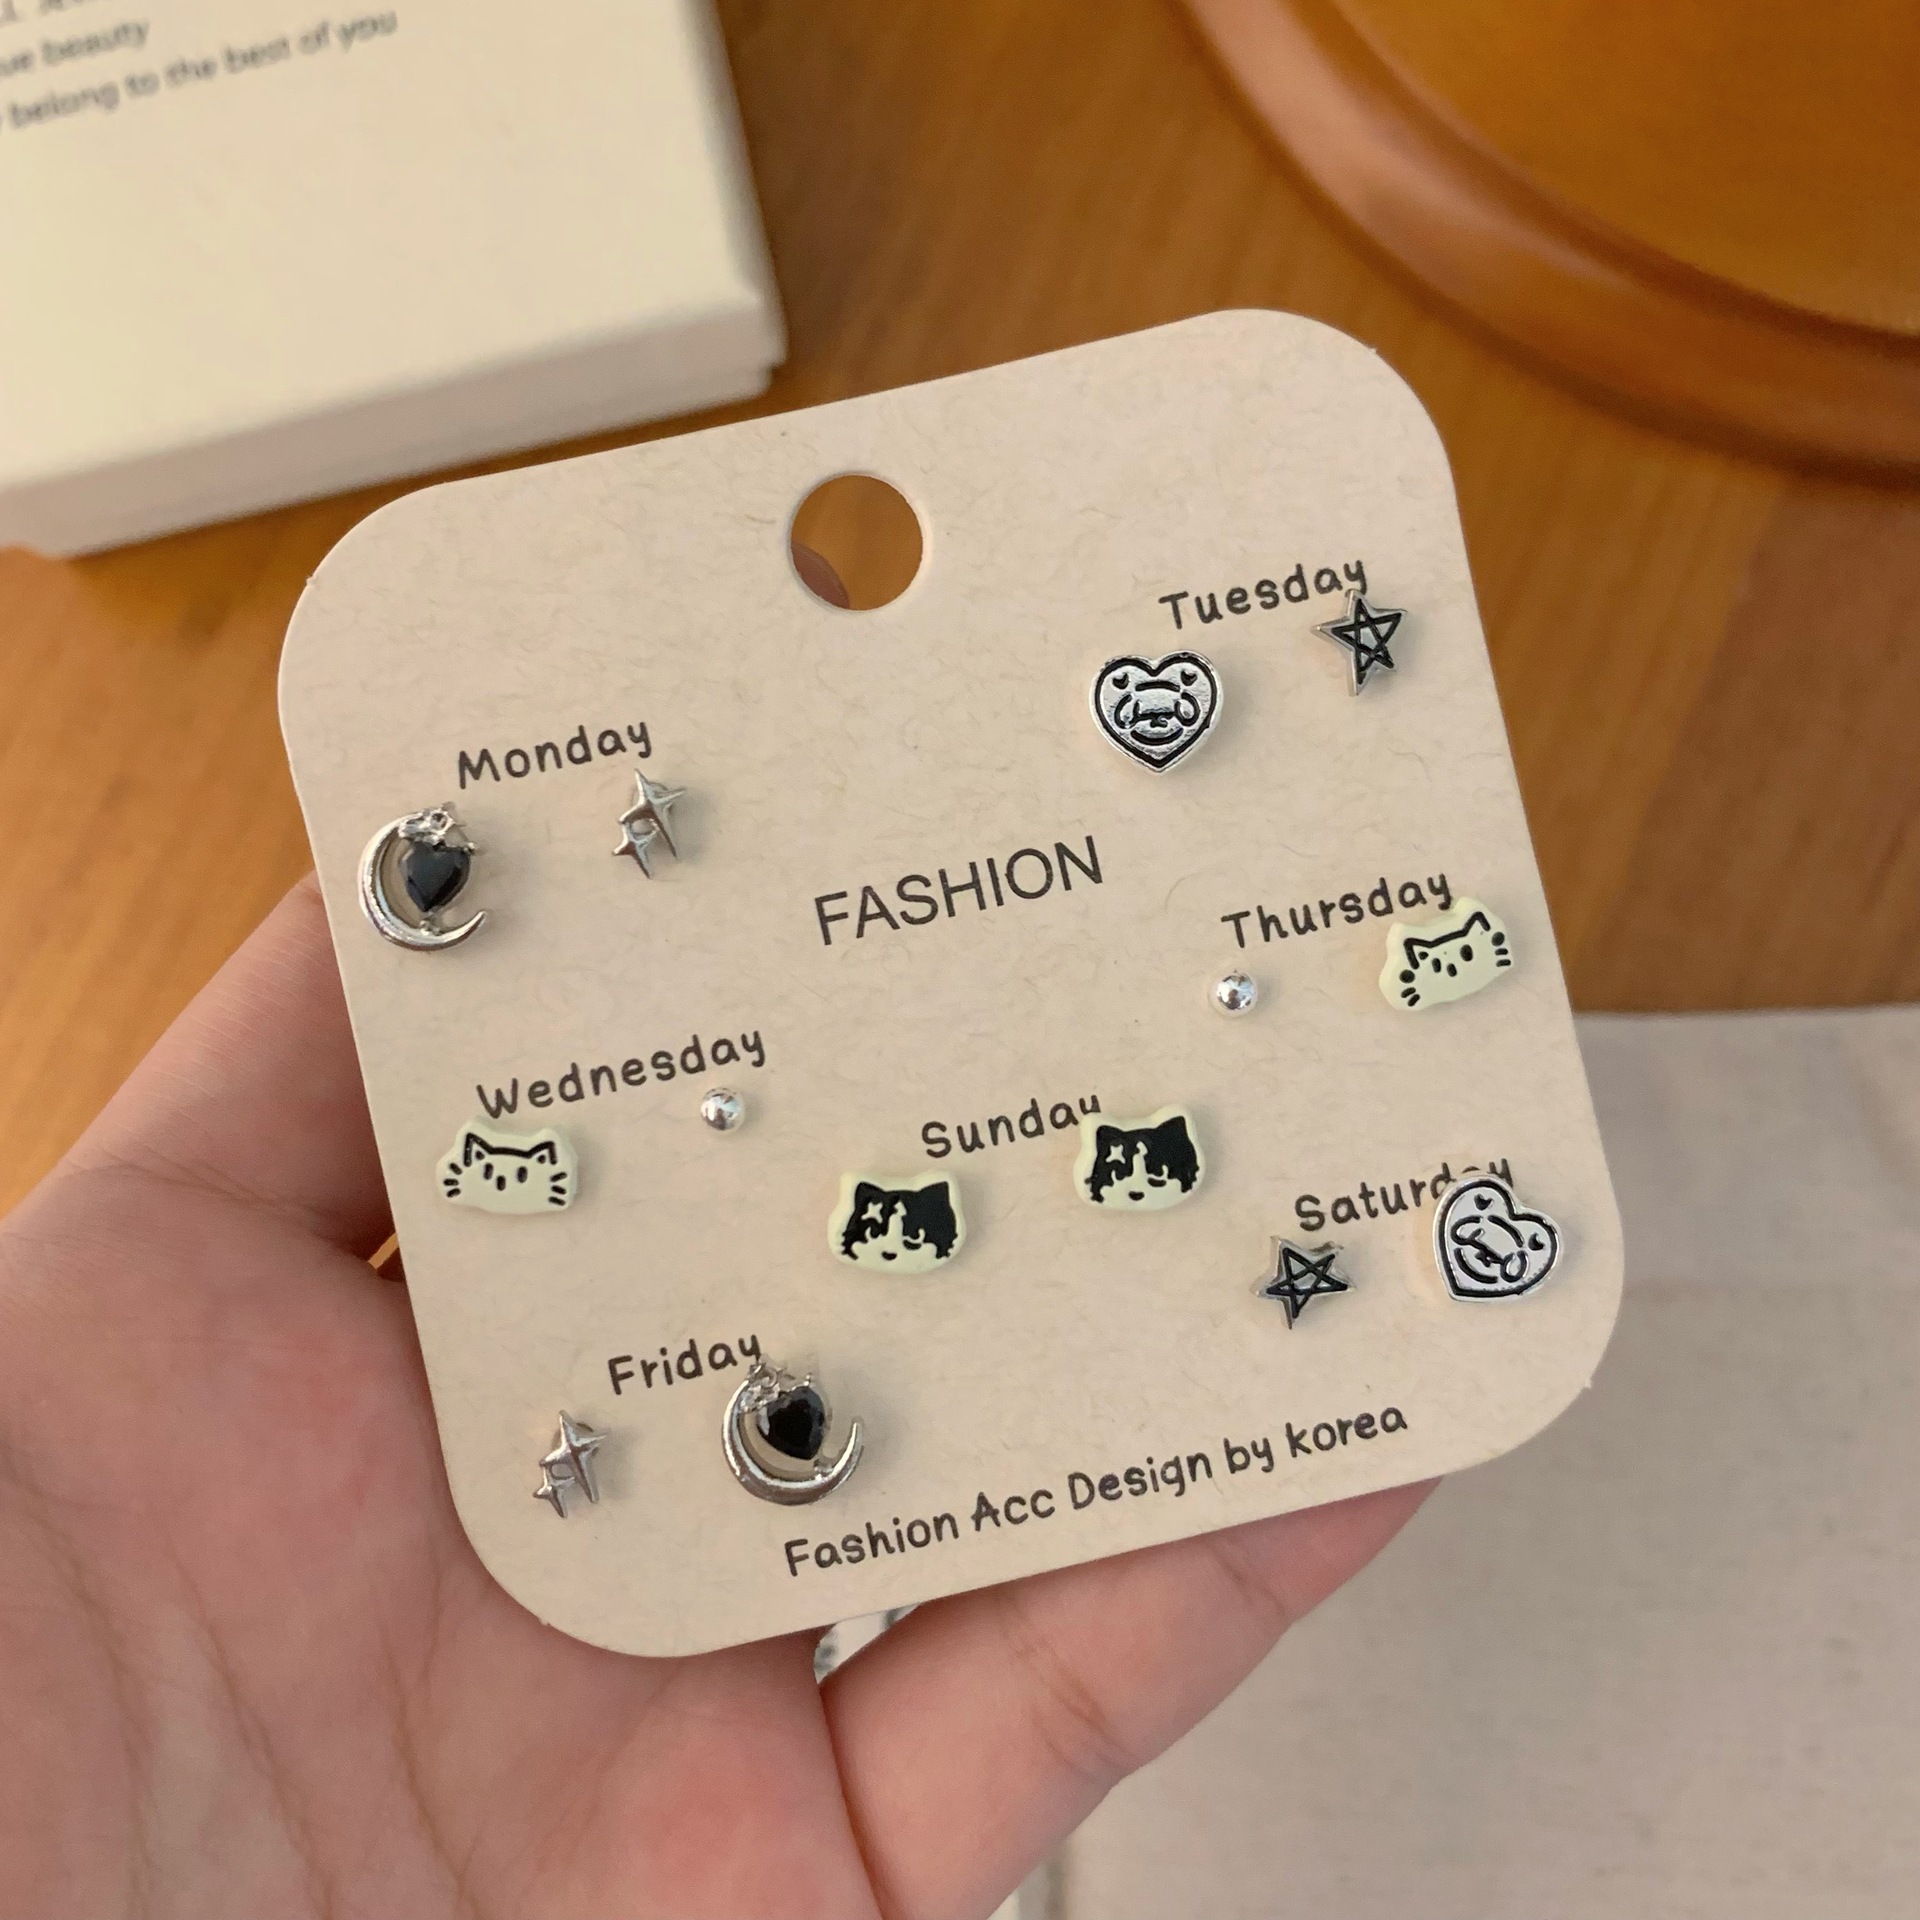 beauty
belong to the best of you
Tuesday
Monday
FASHION
Thursday
Wednesday
Sunday
Saturday
Friday
Fashion Acc Design by korea